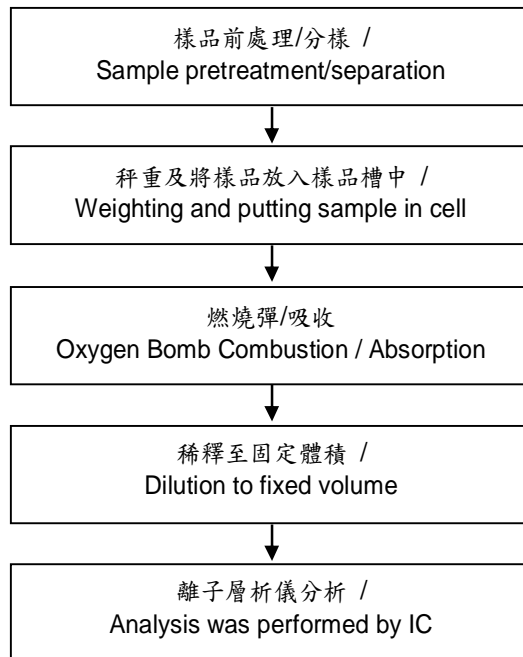 樣品前處理/分樣 /
Sample pretreatment/separation
秤重及將樣品放入樣品槽中 /
Weighting and putting sample in cell
燃燒彈/吸收
Oxygen Bomb Combustion / Absorption
稀釋至固定體積 /
Dilution to fixed volume
離子層析儀分析 /
Analysis was performed by IC